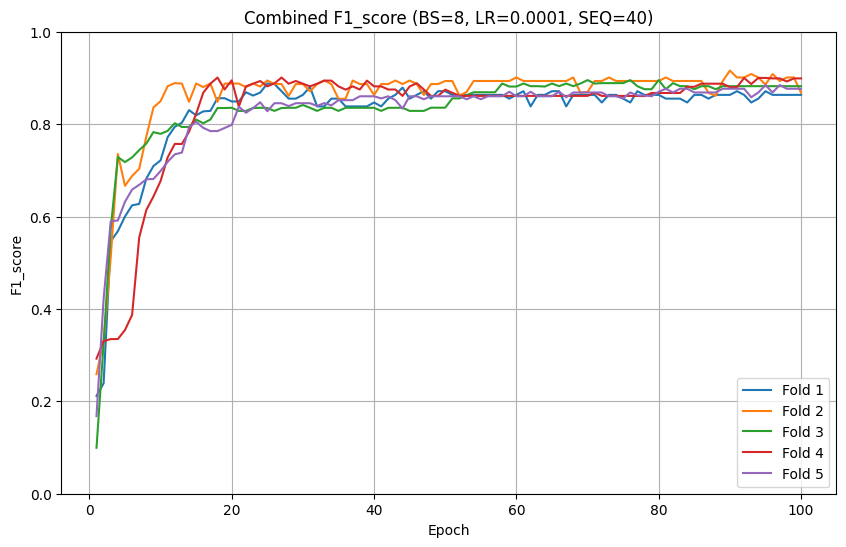 Combined F1_score (BS=8, LR=0.0001, SEQ=40)
F1_score
1.0
0.8
0.6
0.4
0.2
0.0
0 20 40 60 80 100
Epoch
Fold 1
Fold 2
Fold 3
Fold 4
Fold 5